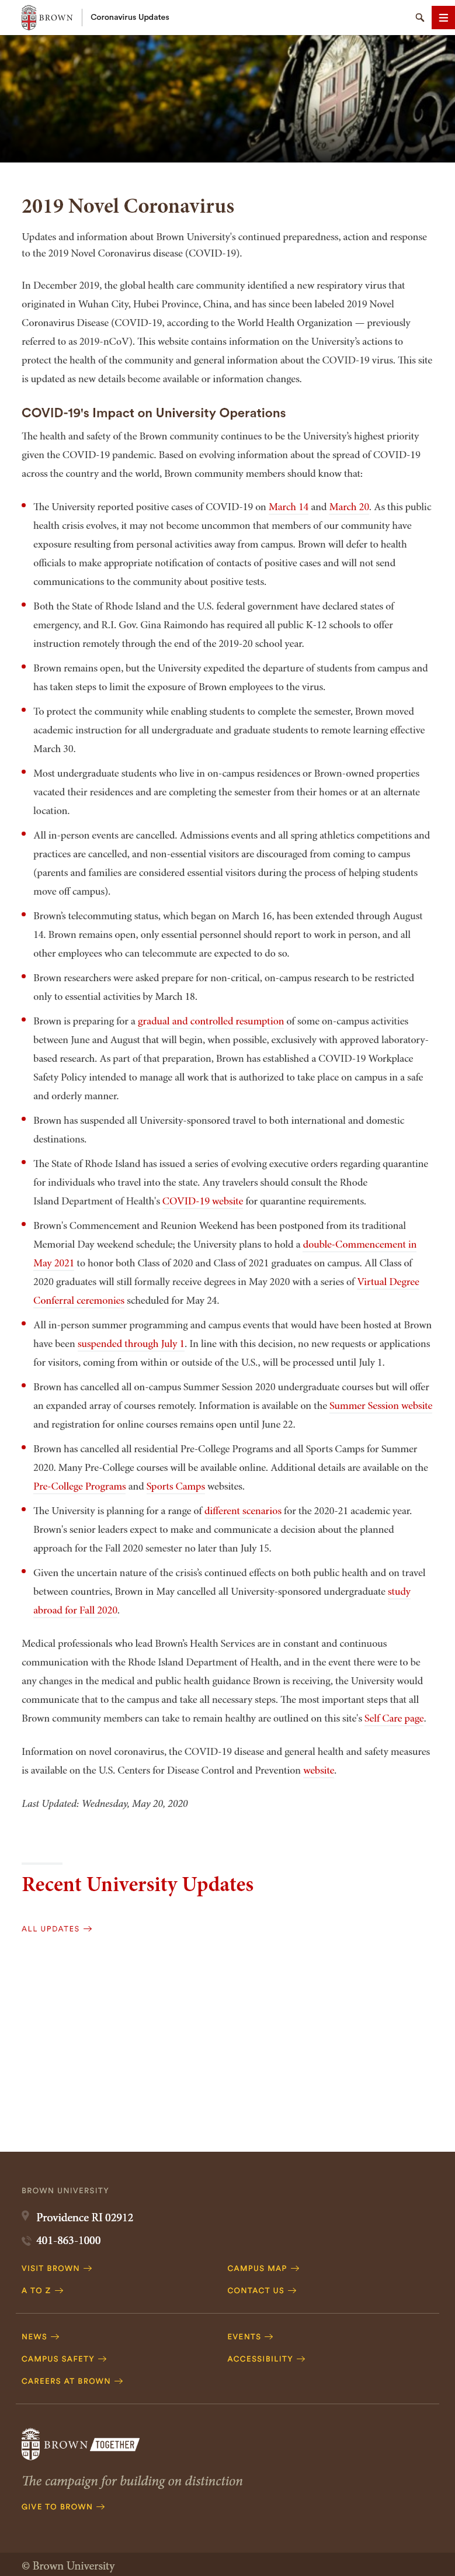 BROWN
Coronavirus Updates
2019 Novel Coronavirus
Updates and information about Brown University's continued preparedness, action and response
to the 2019 Novel Coronavirus disease (COVID-19).
In December 2019, the global health care community identified a new respiratory virus that
originated in Wuhan City, Hubei Province, China, and has since been labeled 2019 Novel
Coronavirus Disease (COVID-19, according to the World Health Organization — previously
referred to as 2019-nCoV). This website contains information on the University's actions to
protect the health of the community and general information about the COVID-19 virus. This site
is updated as new details become available or information changes.
COVID-19's Impact on University Operations
The health and safety of the Brown community continues to be the University's highest priority
given the COVID-19 pandemic. Based on evolving information about the spread of COVID-19
across the country and the world, Brown community members should know that:
The University reported positive cases of COVID-19 on March 14 and March 20. As this public
health crisis evolves, it may not become uncommon that members of our community have
exposure resulting from personal activities away from campus. Brown will defer to health
officials to make appropriate notification of contacts of positive cases and will not send
communications to the community about positive tests.
Both the State of Rhode Island and the U.S. federal government have declared states of
emergency, and R.I. Gov. Gina Raimondo has required all public K-12 schools to offer
instruction remotely through the end of the 2019-20 school year.
Brown remains open, but the University expedited the departure of students from campus and
has taken steps to limit the exposure of Brown employees to the virus.
To protect the community while enabling students to complete the semester, Brown moved
academic instruction for all undergraduate and graduate students to remote learning effective
March 30.
Most undergraduate students who live in on-campus residences or Brown-owned properties
vacated their residences and are completing the semester from their homes or at an alternate
location.
All in-person events are cancelled. Admissions events and all spring athletics competitions and
practices are cancelled, and non-essential visitors are discouraged from coming to campus
(parents and families are considered essential visitors during the process of helping students
move off campus).
Brown's telecommuting status, which began on March 16, has been extended through August
14. Brown remains open, only essential personnel should report to work in person, and all
other employees who can telecommute are expected to do so.
Brown researchers were asked prepare for non-critical, on-campus research to be restricted
only to essential activities by March 18.
Brown is preparing for a gradual and controlled resumption of some on-campus activities
between June and August that will begin, when possible, exclusively with approved laboratory-
based research. As part of that preparation, Brown has established a COVID-19 Workplace
Safety Policy intended to manage all work that is authorized to take place on campus in a safe
and orderly manner.
Brown has suspended all University-sponsored travel to both international and domestic
destinations.
The State of Rhode Island has issued a series of evolving executive orders regarding quarantine
for individuals who travel into the state. Any travelers should consult the Rhode
Island Department of Health's COVID-19 website for quarantine requirements.
Brown's Commencement and Reunion Weekend has been postponed from its traditional
Memorial Day weekend schedule; the University plans to hold a double-Commencement in
May 2021 to honor both Class of 2020 and Class of 2021 graduates on campus. All Class of
2020 graduates will still formally receive degrees in May 2020 with a series of Virtual Degree
Conferral ceremonies scheduled for May 24.
All in-person summer programming and campus events that would have been hosted at Brown
have been suspended through July 1. In line with this decision, no new requests or applications
for visitors, coming from within or outside of the U.S., will be processed until July 1.
Brown has cancelled all on-campus Summer Session 2020 undergraduate courses but will offer
an expanded array of courses remotely. Information is available on the Summer Session website
and registration for online courses remains open until June 22.
Brown has cancelled all residential Pre-College Programs and all Sports Camps for Summer
2020. Many Pre-College courses will be available online. Additional details are available on the
Pre-College Programs and Sports Camps websites.
The University is planning for a range of different scenarios for the 2020-21 academic year.
Brown's senior leaders expect to make and communicate a decision about the planned
approach for the Fall 2020 semester no later than July 15.
Given the uncertain nature of the crisis's continued effects on both public health and on travel
between countries, Brown in May cancelled all University-sponsored undergraduate study
abroad for Fall 2020.
Medical professionals who lead Brown's Health Services are in constant and continuous
communication with the Rhode Island Department of Health, and in the event there were to be
any changes in the medical and public health guidance Brown is receiving, the University would
communicate that to the campus and take all necessary steps. The most important steps that all
Brown community members can take to remain healthy are outlined on this site's Self Care page.
Information on novel coronavirus, the COVID-19 disease and general health and safety measures
is available on the U.S. Centers for Disease Control and Prevention website.
Last Updated: Wednesday, May 20, 2020
Recent University Updates
ALL UPDATES
BROWN UNIVERSITY
Providence RI 02912
401-863-1000
VISIT BROWN
CAMPUS MAP
A TO Z
CONTACT US
NEWS
EVENTS
CAMPUS SAFETY
ACCESSIBILITY
CAREERS AT BROWN
BROWN TOGETHER
The campaign for building on distinction
GIVE TO BROWN
© Brown University